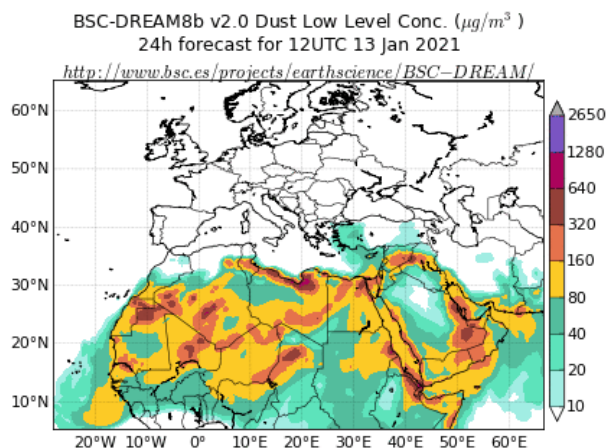 BSC-DREAM8b v2.0 Dust Low Level Conc. (μg/m³ )
24h forecast for 12UTC 13 Jan 2021
http://www.bsc.es/projects/earthscience/BSC−DREAM/
60°N
50°N
40°N
30°N
20°N
10°N
20°W 10°W 0° 10°E 20°E 30°E 40°E 50°E 60°E
2650
1280
640
320
160
80
40
20
10